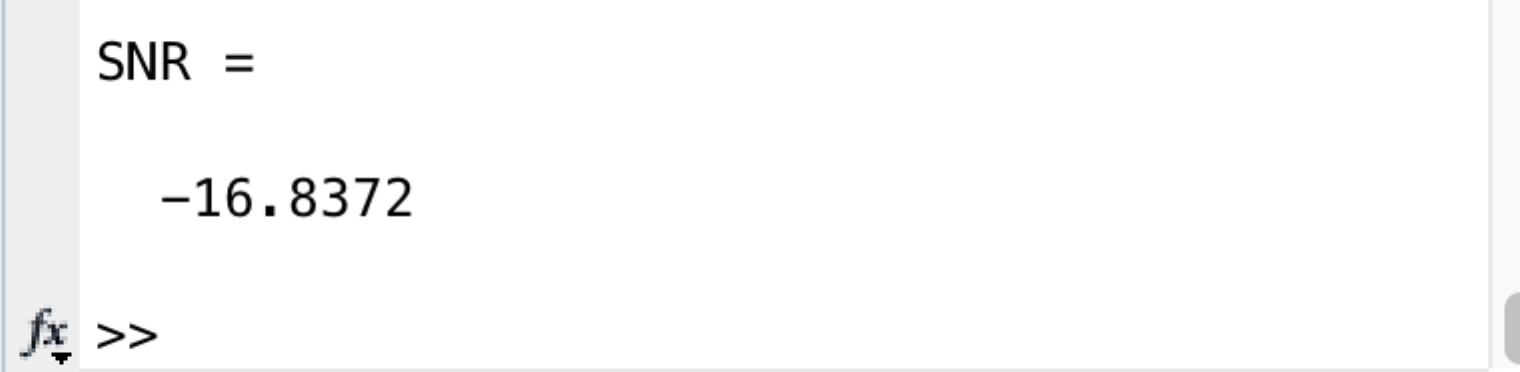 SNR =
-16.8372
fx >>